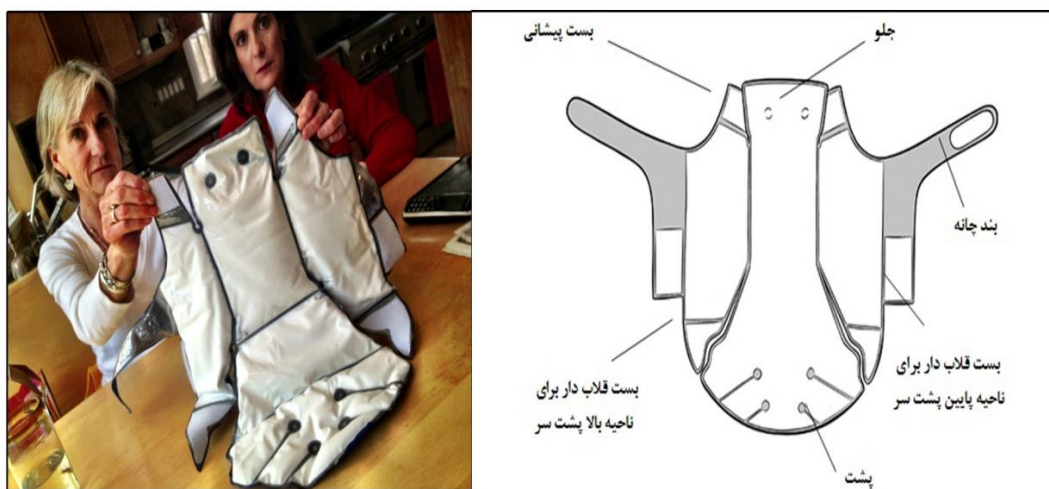 بست پیشانی
جلو
بند چانه
بست قلاب دار برای
ناحیه پایین پشت سر
بست قلاب دار برای
ناحیه بالا پشت سر
پشت